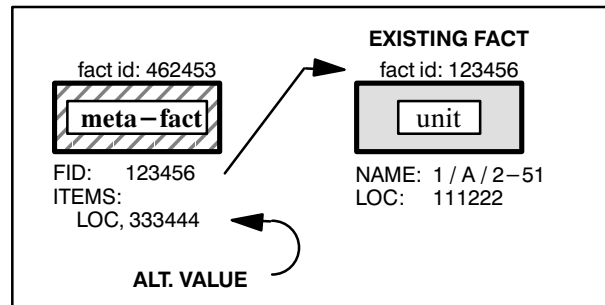 EXISTING FACT
fact id: 462453
fact id: 123456
meta–fact
unit
FID: 123456
ITEMS:
LOC, 333444
NAME: 1 / A / 2–51
LOC: 111222
ALT. VALUE